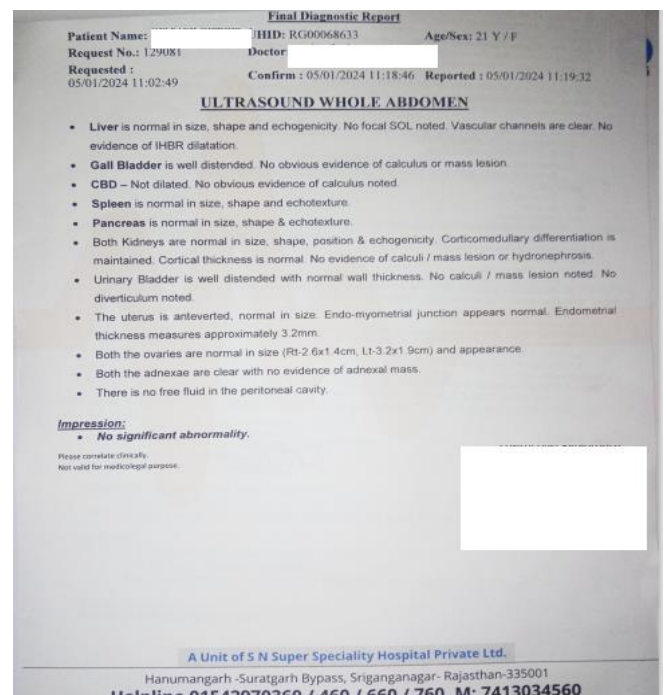 Final Diagnostic Report
Patient Name: UHID: RG00068633 Age/Sex: 21 Y / F
Request No.: 129081 Doctor
Requested :
05/01/2024 11:02:49 Confirm : 05/01/2024 11:18:46 Reported : 05/01/2024 11:19:32
ULTRASOUND WHOLE ABDOMEN
• Liver is normal in size, shape and echogenicity. No focal SOL noted. Vascular channels are clear. No
evidence of IHBR dilatation.
• Gall Bladder is well distended. No obvious evidence of calculus or mass lesion.
• CBD – Not dilated. No obvious evidence of calculus noted.
• Spleen is normal in size, shape and echotexture.
• Pancreas is normal in size, shape & echotexture.
• Both Kidneys are normal in size, shape, position & echogenicity. Corticomedullary differentiation is
maintained. Cortical thickness is normal. No evidence of calculi / mass lesion or hydronephrosis.
• Urinary Bladder is well distended with normal wall thickness. No calculi / mass lesion noted. No
diverticulum noted.
• The uterus is anteverted, normal in size. Endo-myometrial junction appears normal. Endometrial
thickness measures approximately 3.2mm.
• Both the ovaries are normal in size (Rt-2.6x1.4cm, Lt-3.2x1.9cm) and appearance.
• Both the adnexae are clear with no evidence of adnexal mass.
• There is no free fluid in the peritoneal cavity.
Impression:
• No significant abnormality.
Please correlate clinically.
Not valid for medicolegal purpose.
A Unit of S N Super Speciality Hospital Private Ltd.
Hanumangarh -Suratgarh Bypass, Sriganganagar- Rajasthan-335001
Helpline 01542970360 / 460 / 660 / 760, M: 7413034560